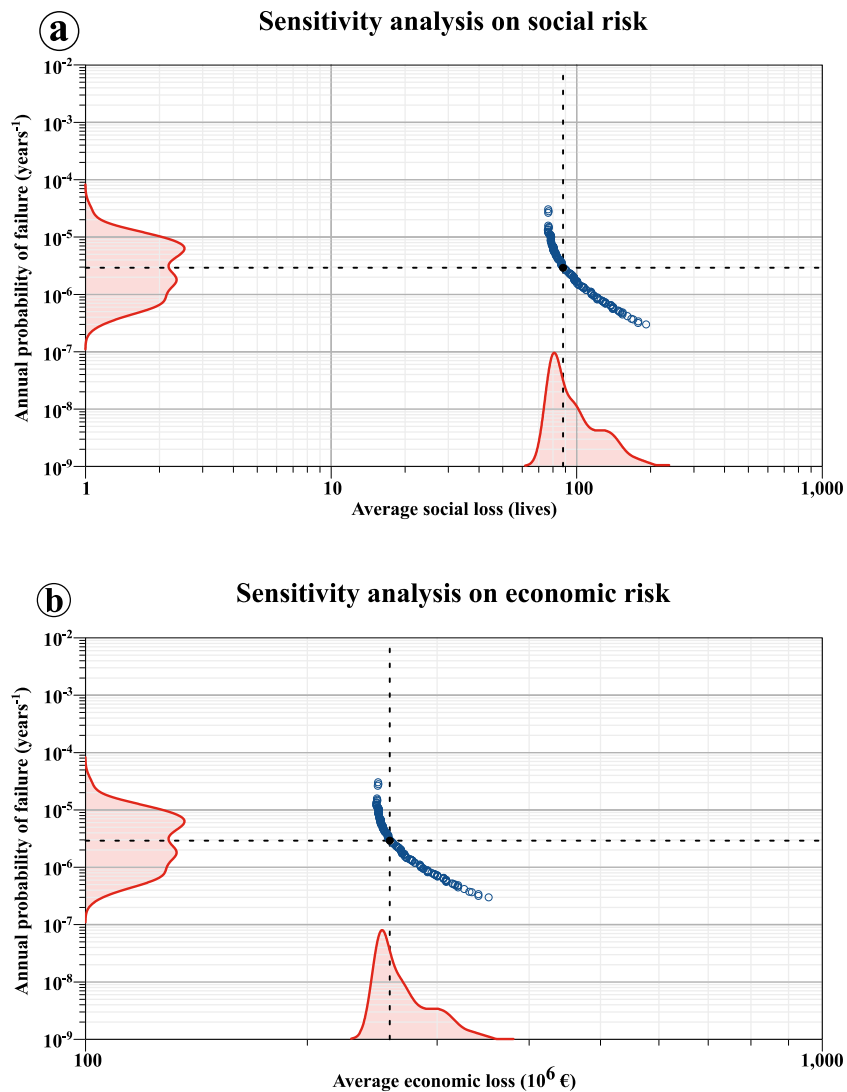 a
Sensitivity analysis on social risk
Annual probability of failure (years⁻¹)
10⁻²
10⁻³
10⁻⁴
10⁻⁵
10⁻⁶
10⁻⁷
10⁻⁸
10⁻⁹
1 10 100 1,000
Average social loss (lives)
b
Sensitivity analysis on economic risk
Annual probability of failure (years⁻¹)
10⁻²
10⁻³
10⁻⁴
10⁻⁵
10⁻⁶
10⁻⁷
10⁻⁸
10⁻⁹
100 1,000
Average economic loss (10⁶ €)